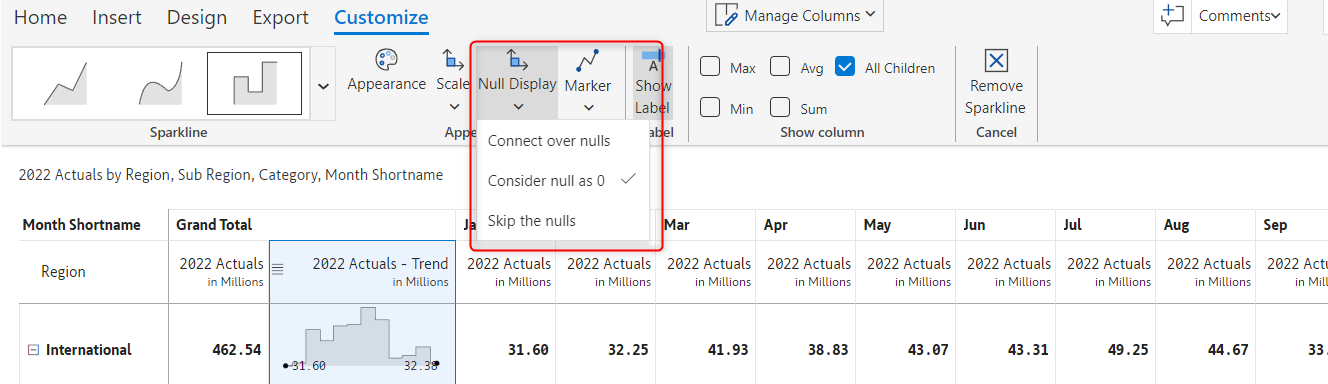 Home Insert Design Export Customize Manage Columns Comments
Appearance Scale Null Display Marker Show Label
Max Avg All Children
Min Sum
Remove Sparkline
Sparkline Appe abel Show column Cancel
Connect over nulls
Consider null as 0
Skip the nulls
2022 Actuals by Region, Sub Region, Category, Month Shortname
Month Shortname Grand Total Ja Mar Apr May Jun Jul Aug Sep
Region 2022 Actuals 2022 Actuals - Trend 2022 Actuals 2022 Actuals 2022 Actuals 2022 Actuals 2022 Actuals 2022 Actuals 2022 Actuals 2022 Actuals 2022 Actu
in Millions in Millions in Millions in Millions in Millions in Millions in Millions in Millions in Millions in Millions in M
International 462.54 31.60 32.38 31.60 32.25 41.93 38.83 43.07 43.31 49.25 44.67 33.